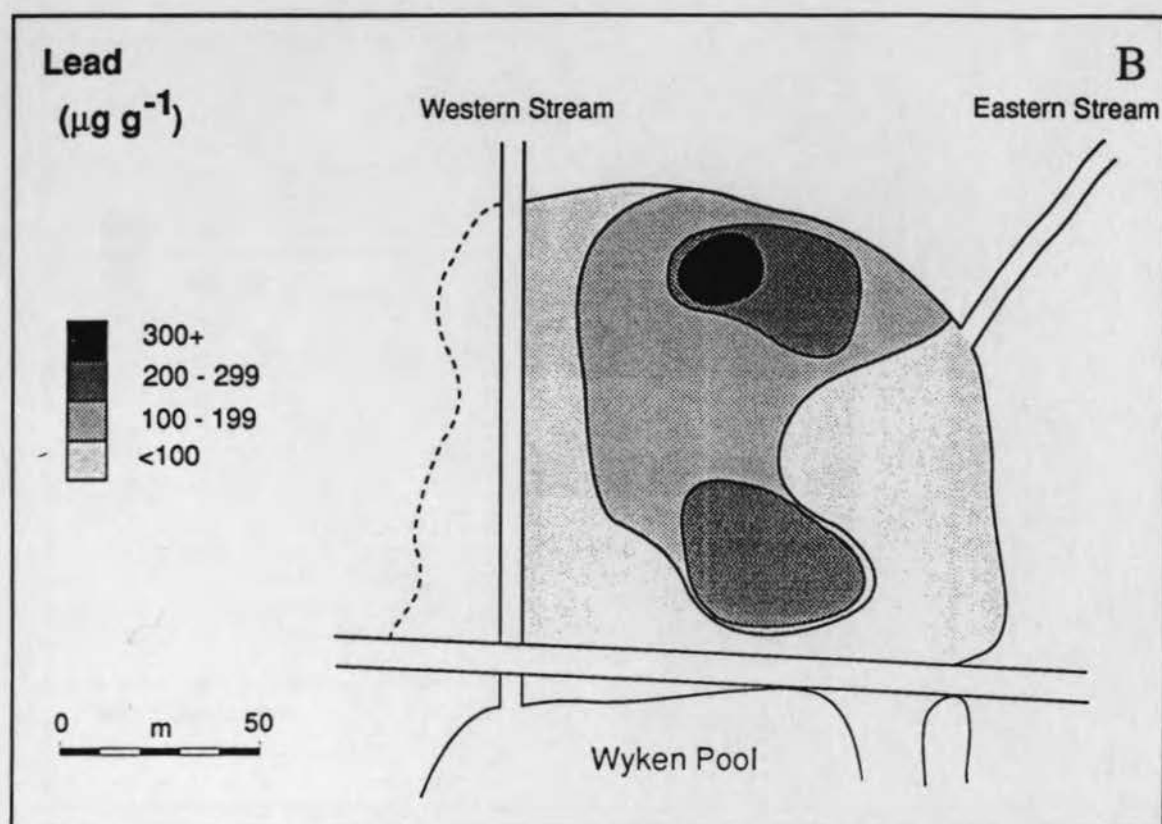 Lead
(µg g⁻¹)
B
Western Stream
Eastern Stream
300+
200 - 299
100 - 199
<100
0 m 50
Wyken Pool